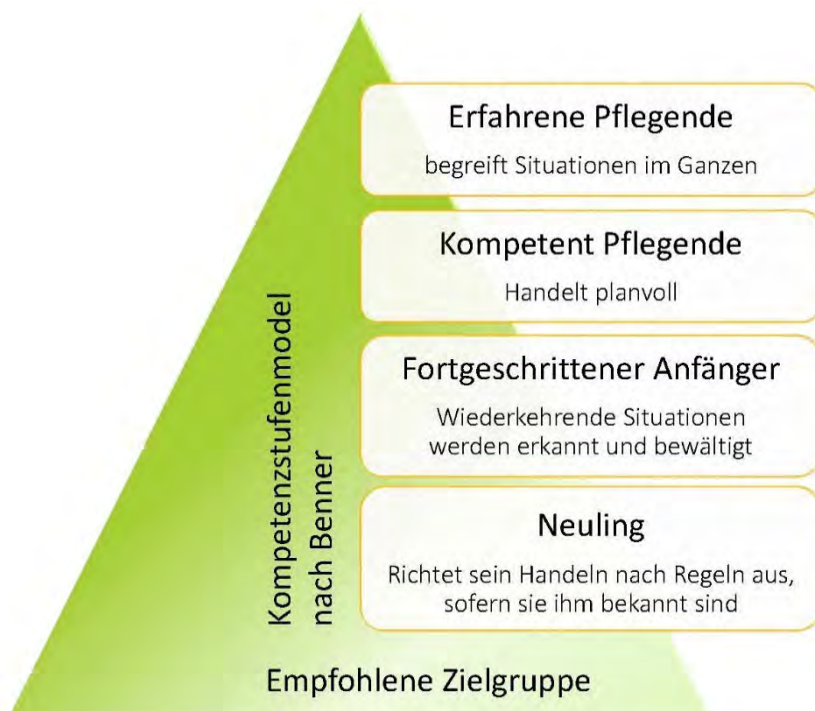 Erfahrene Pflegende
begreift Situationen im Ganzen
Kompetent Pflegende
Handelt planvoll
Fortgeschrittener Anfänger
Wiederkehrende Situationen
werden erkannt und bewältigt
Neuling
Richtet sein Handeln nach Regeln aus,
sofern sie ihm bekannt sind
Kompetenzstufenmodel
nach Benner
Empfohlene Zielgruppe